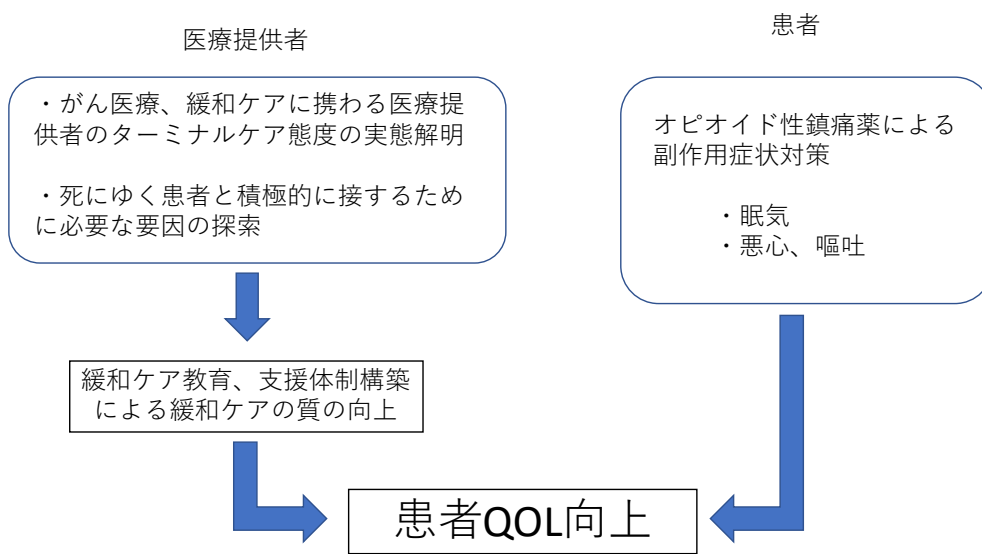 医療提供者
・がん医療、緩和ケアに携わる医療提
供者のターミナルケア態度の実態解明
・死にゆく患者と積極的に接するため
に必要な要因の探索
緩和ケア教育、支援体制構築
による緩和ケアの質の向上
患者
オピオイド性鎮痛薬による
副作用症状対策
・眠気
・悪心、嘔吐
患者QOL向上